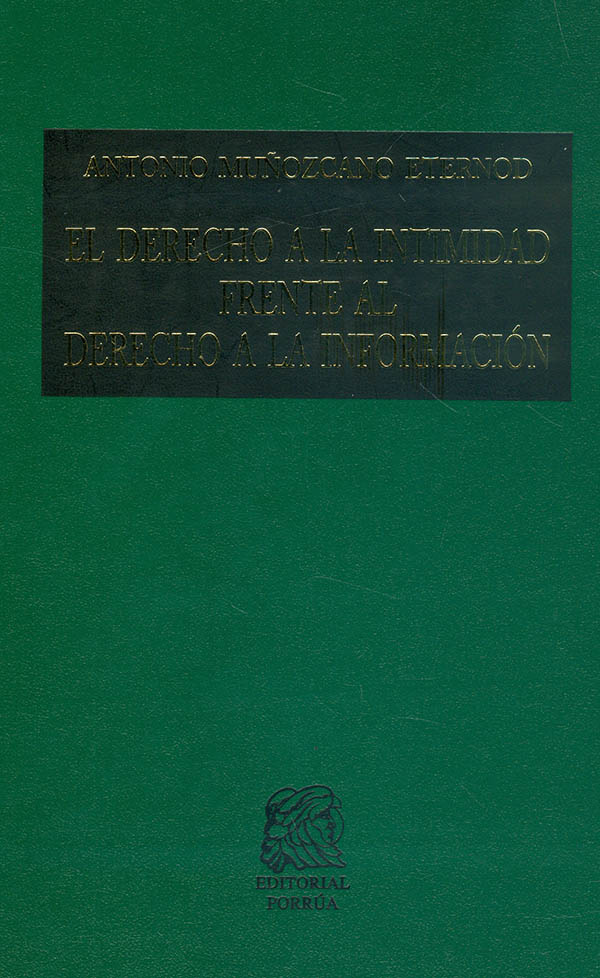 ANTONIO MUÑOZCANO ETERNOD
EL DERECHO A LA INTIMIDAD
FRENTE AL
DERECHO A LA INFORMACIÓN
EDITORIAL
PORRÚA